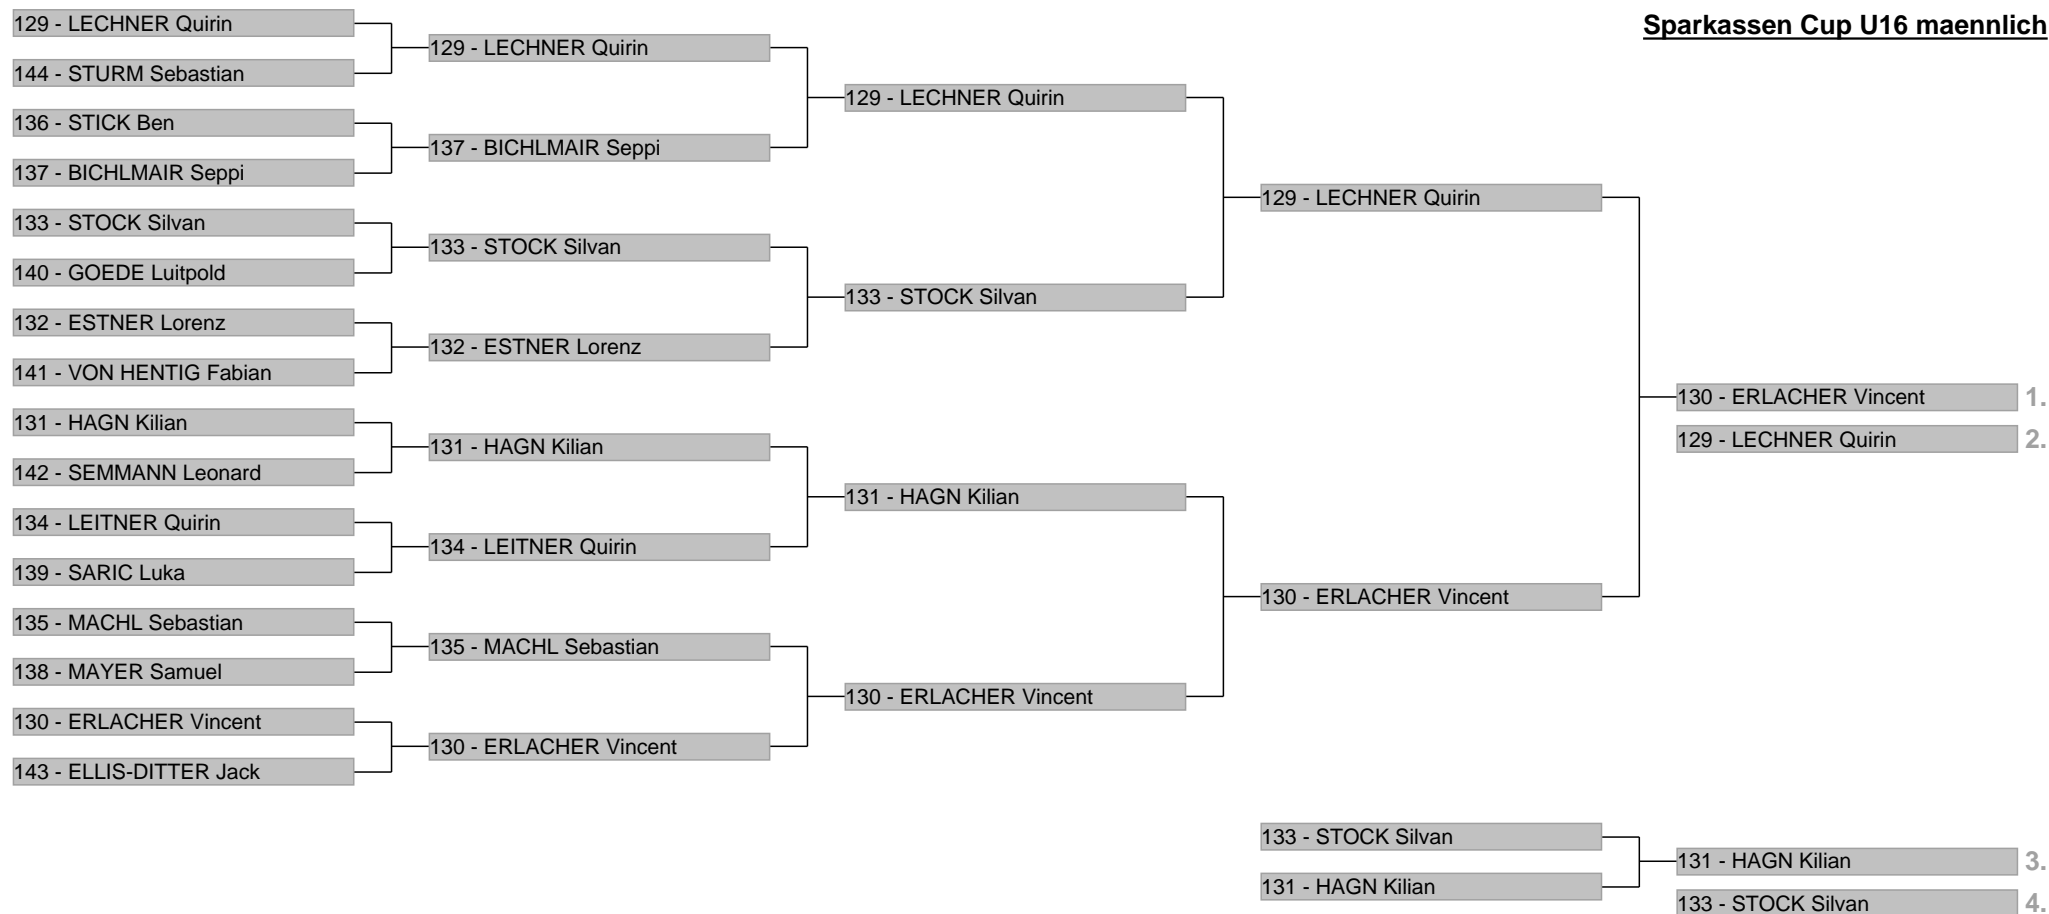 Sparkassen Cup U16 maennlich
129 - LECHNER Quirin
144 - STURM Sebastian
136 - STICK Ben
137 - BICHLMAIR Seppi
133 - STOCK Silvan
140 - GOEDE Luitpold
132 - ESTNER Lorenz
141 - VON HENTIG Fabian
131 - HAGN Kilian
142 - SEMMANN Leonard
134 - LEITNER Quirin
139 - SARIC Luka
135 - MACHL Sebastian
138 - MAYER Samuel
130 - ERLACHER Vincent
143 - ELLIS-DITTER Jack
129 - LECHNER Quirin
137 - BICHLMAIR Seppi
133 - STOCK Silvan
132 - ESTNER Lorenz
131 - HAGN Kilian
134 - LEITNER Quirin
135 - MACHL Sebastian
130 - ERLACHER Vincent
129 - LECHNER Quirin
133 - STOCK Silvan
131 - HAGN Kilian
130 - ERLACHER Vincent
129 - LECHNER Quirin
130 - ERLACHER Vincent
130 - ERLACHER Vincent 1.
129 - LECHNER Quirin 2.
133 - STOCK Silvan
131 - HAGN Kilian
131 - HAGN Kilian 3.
133 - STOCK Silvan 4.